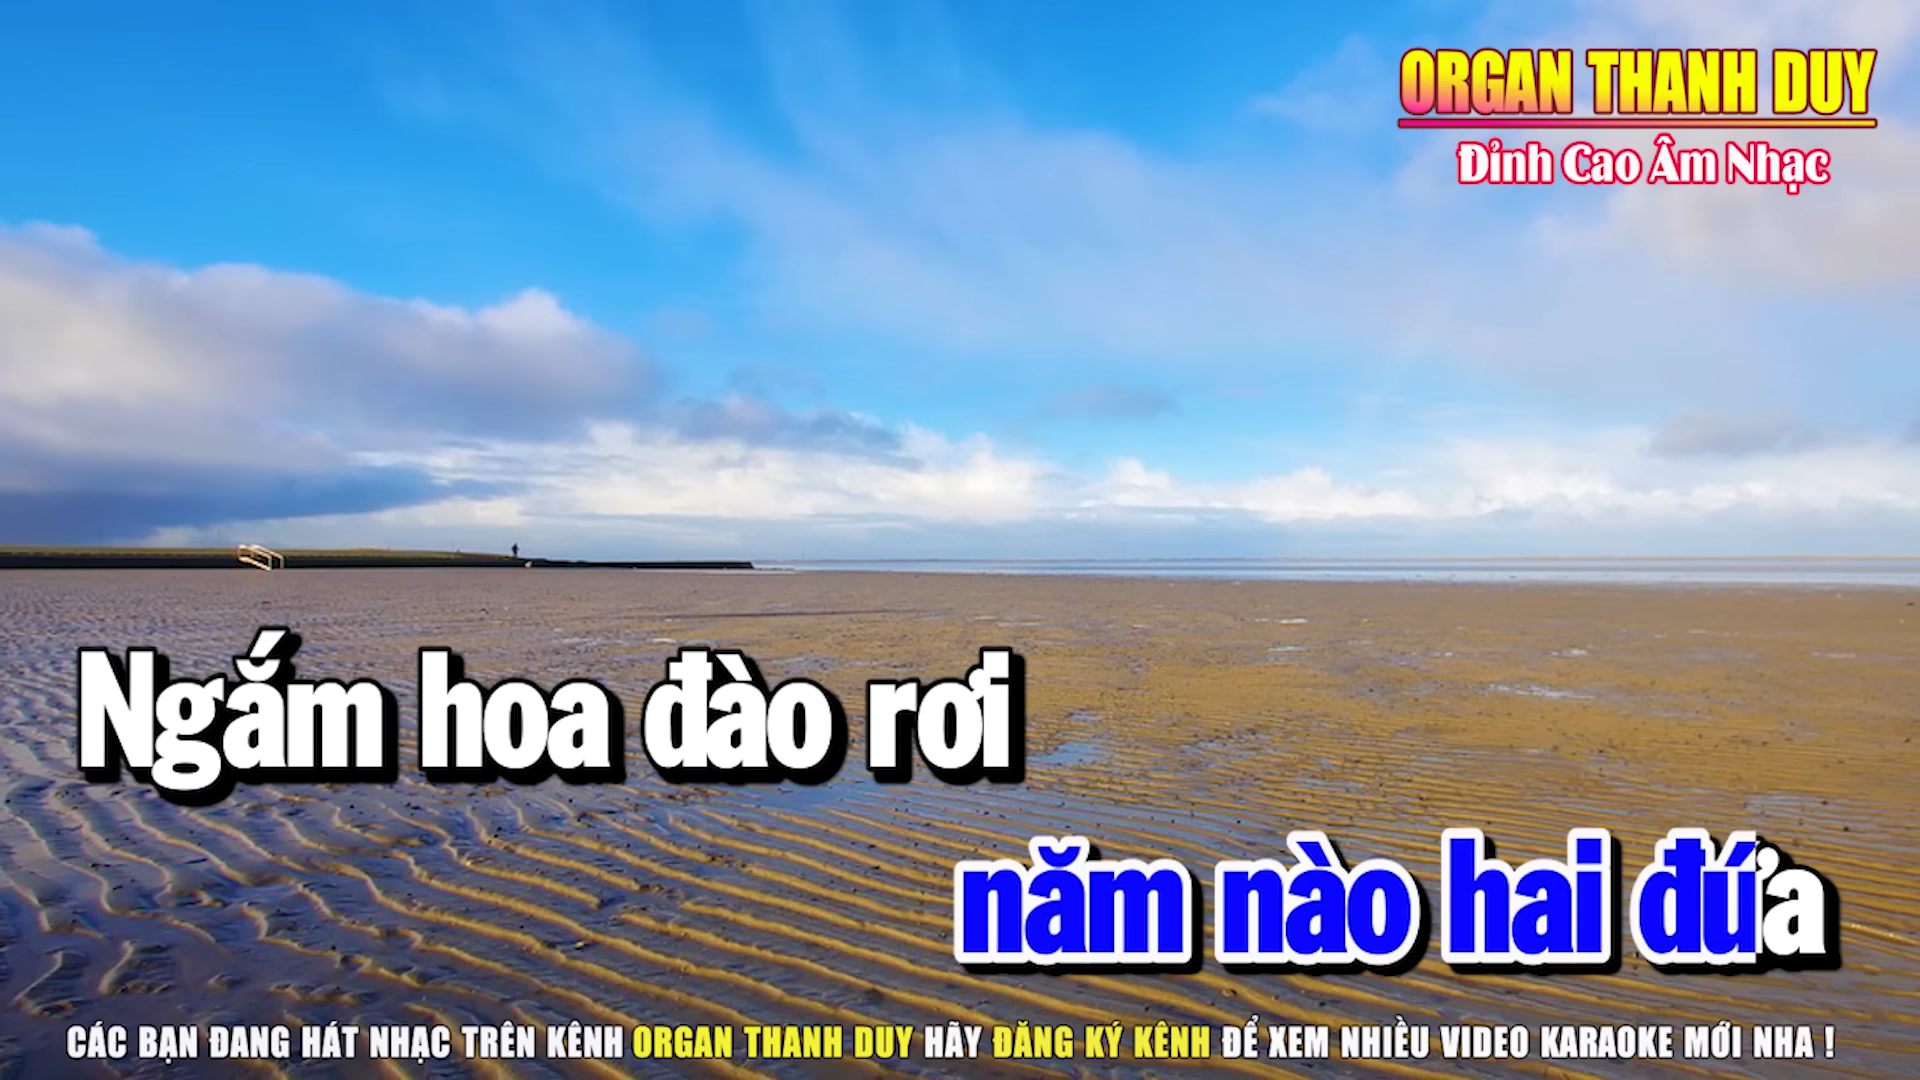 ORGAN THANH DUY
Đỉnh Cao Âm Nhạc
Ngắm hoa đào rơi
năm nào hai đứa
CÁC BẠN ĐANG HÁT NHẠC TRÊN KÊNH ORGAN THANH DUY HÃY ĐĂNG KÝ KÊNH ĐỂ XEM NHIỀU VIDEO KARAOKE MỚI NHA !